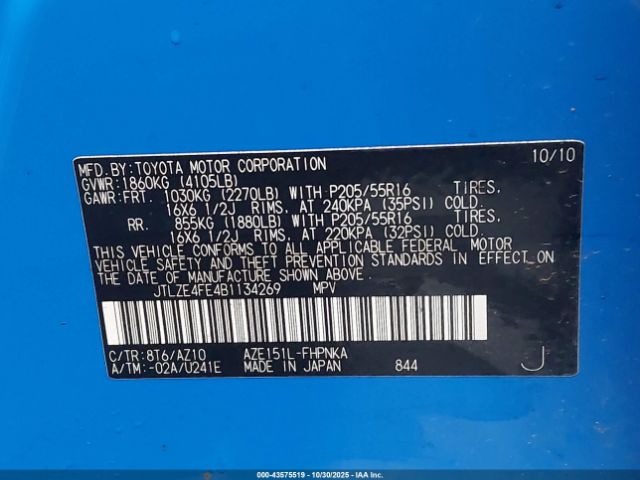 MFD.BY:TOYOTA MOTOR CORPORATION 10/10
GVWR:1860KG (4105LB)
GAWR:FRT. 1030KG (2270LB) WITH P205/55R16 TIRES,
16X6 1/2J RIMS, AT 240KPA (35PSI) COLD.
RR. 855KG (1880LB) WITH P205/55R16 TIRES,
16X6 1/2J RIMS, AT 220KPA (32PSI) COLD.
THIS VEHICLE CONFORMS TO ALL APPLICABLE FEDERAL MOTOR
VEHICLE SAFETY AND THEFT PREVENTION STANDARDS IN EFFECT ON
THE DATE OF MANUFACTURE SHOWN ABOVE.
JTLZE4FE4B1134269 MPV
C/TR:8T6/AZ10 AZE151L-FHPNKA
A/TM:-02A/U241E MADE IN JAPAN 844 J
000-43575519 - 10/30/2025 - IAAI.COM